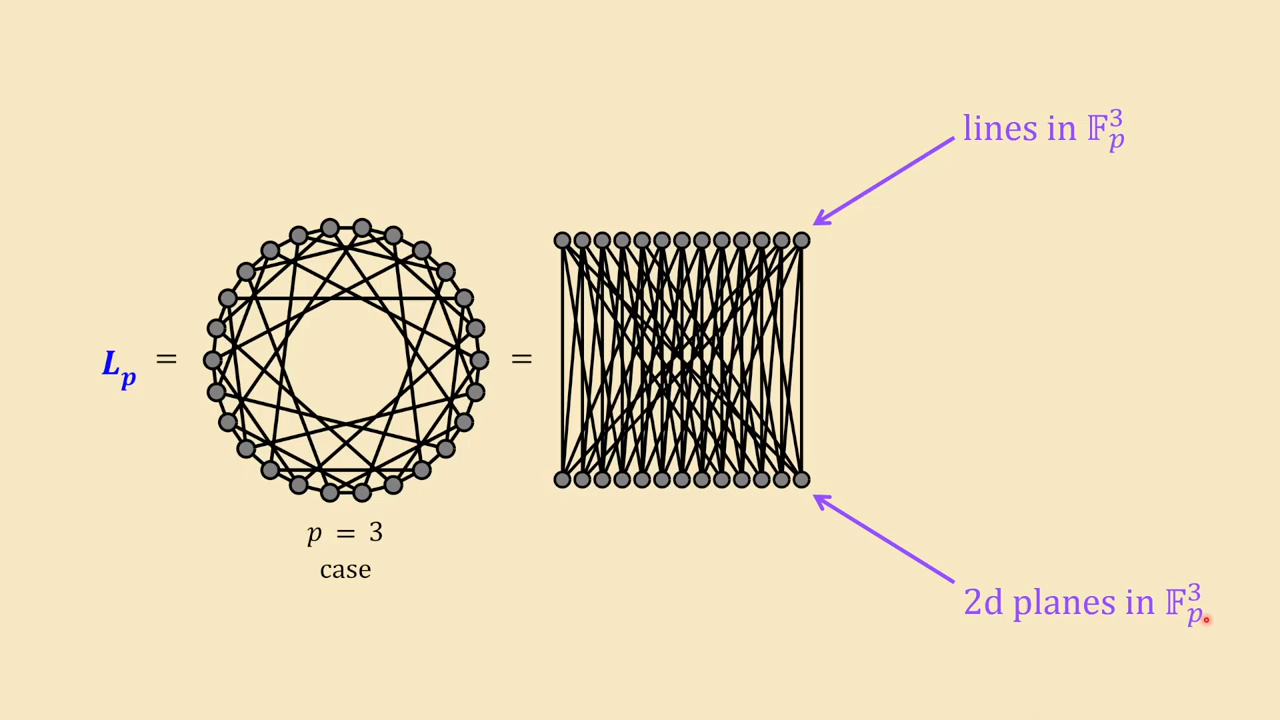 lines in 𝔽ₚ³
Lₚ = =
p = 3
case
2d planes in 𝔽ₚ³